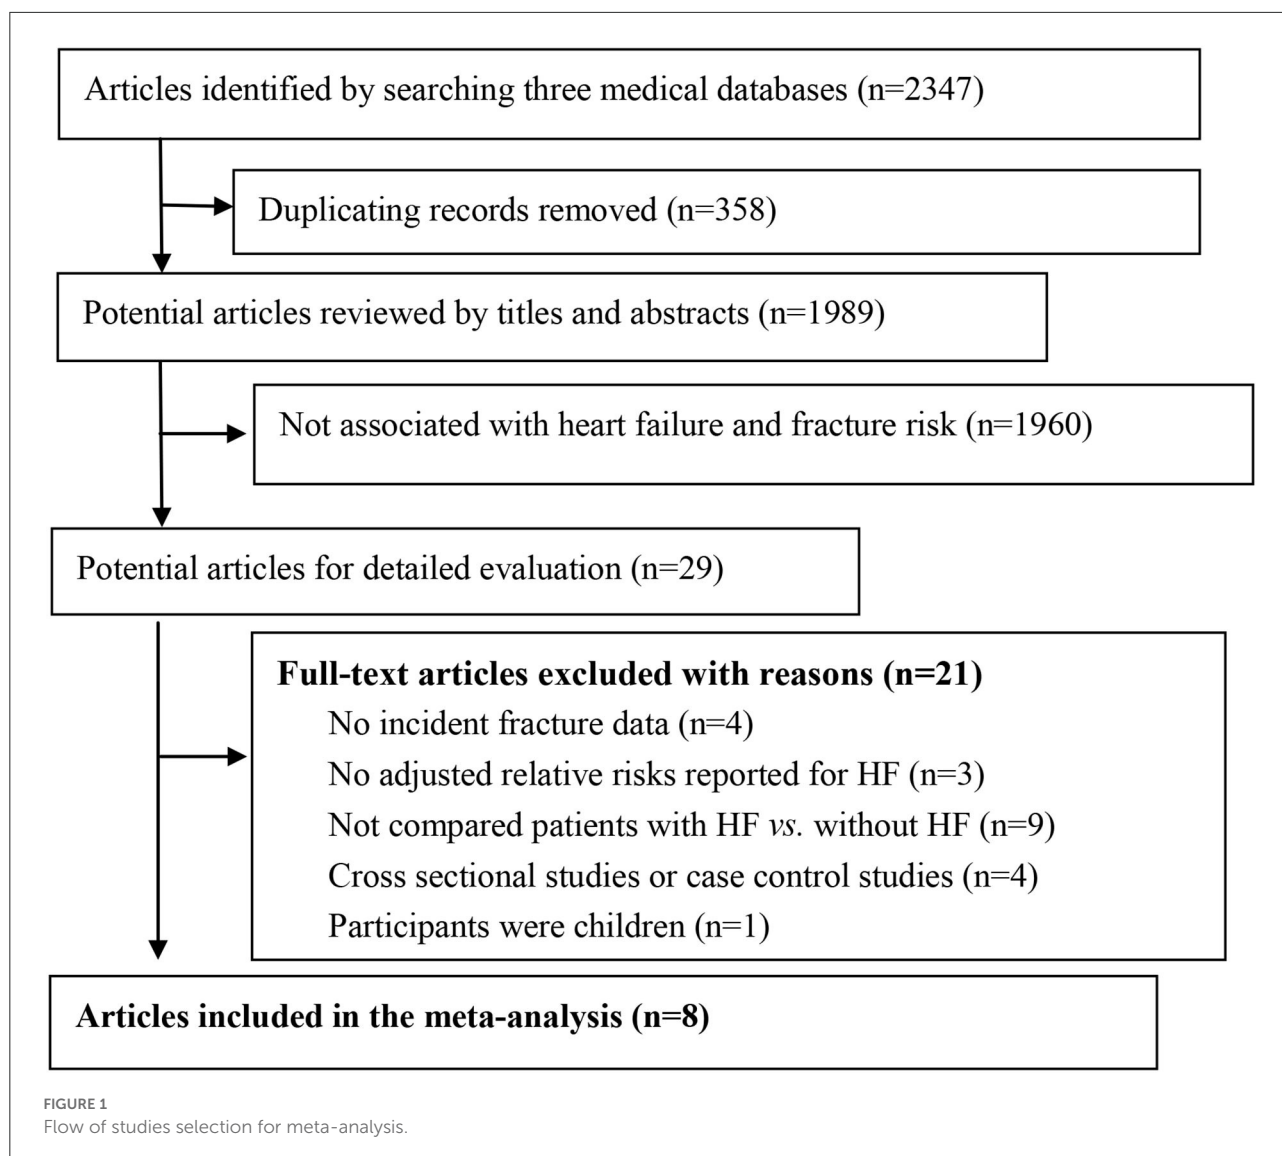 Articles identified by searching three medical databases (n=2347)
Duplicating records removed (n=358)
Potential articles reviewed by titles and abstracts (n=1989)
Not associated with heart failure and fracture risk (n=1960)
Potential articles for detailed evaluation (n=29)
Full-text articles excluded with reasons (n=21)
No incident fracture data (n=4)
No adjusted relative risks reported for HF (n=3)
Not compared patients with HF vs. without HF (n=9)
Cross sectional studies or case control studies (n=4)
Participants were children (n=1)
Articles included in the meta-analysis (n=8)
FIGURE 1
Flow of studies selection for meta-analysis.